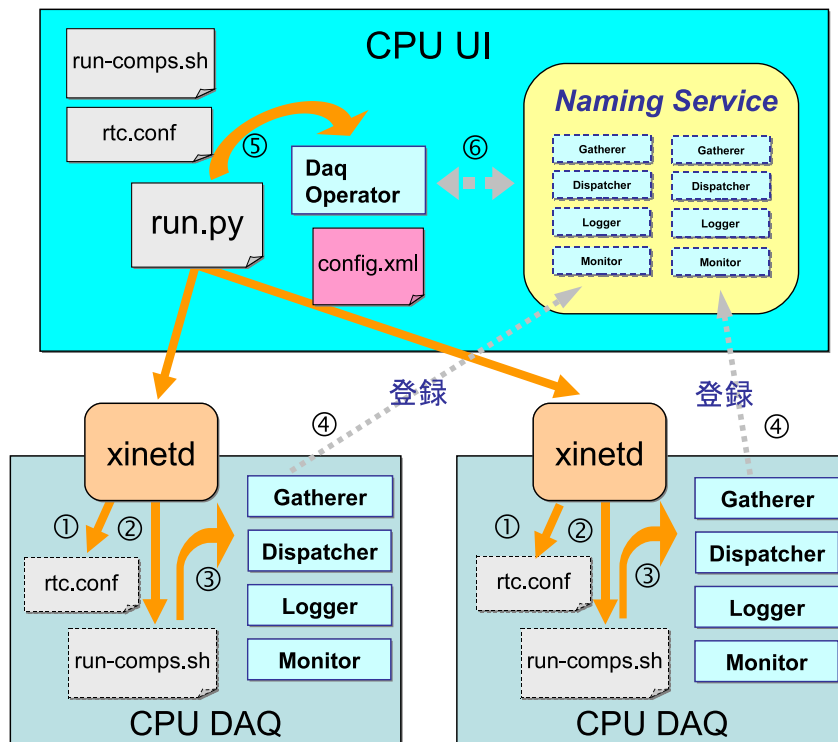 CPU UI
run-comps.sh
rtc.conf
run.py
⑤
Daq
Operator
config.xml
⑥
Naming Service
Gatherer
Dispatcher
Logger
Monitor
Gatherer
Dispatcher
Logger
Monitor
登録
④
登録
④
xinetd
①
②
③
rtc.conf
run-comps.sh
Gatherer
Dispatcher
Logger
Monitor
CPU DAQ
xinetd
①
②
③
rtc.conf
run-comps.sh
Gatherer
Dispatcher
Logger
Monitor
CPU DAQ